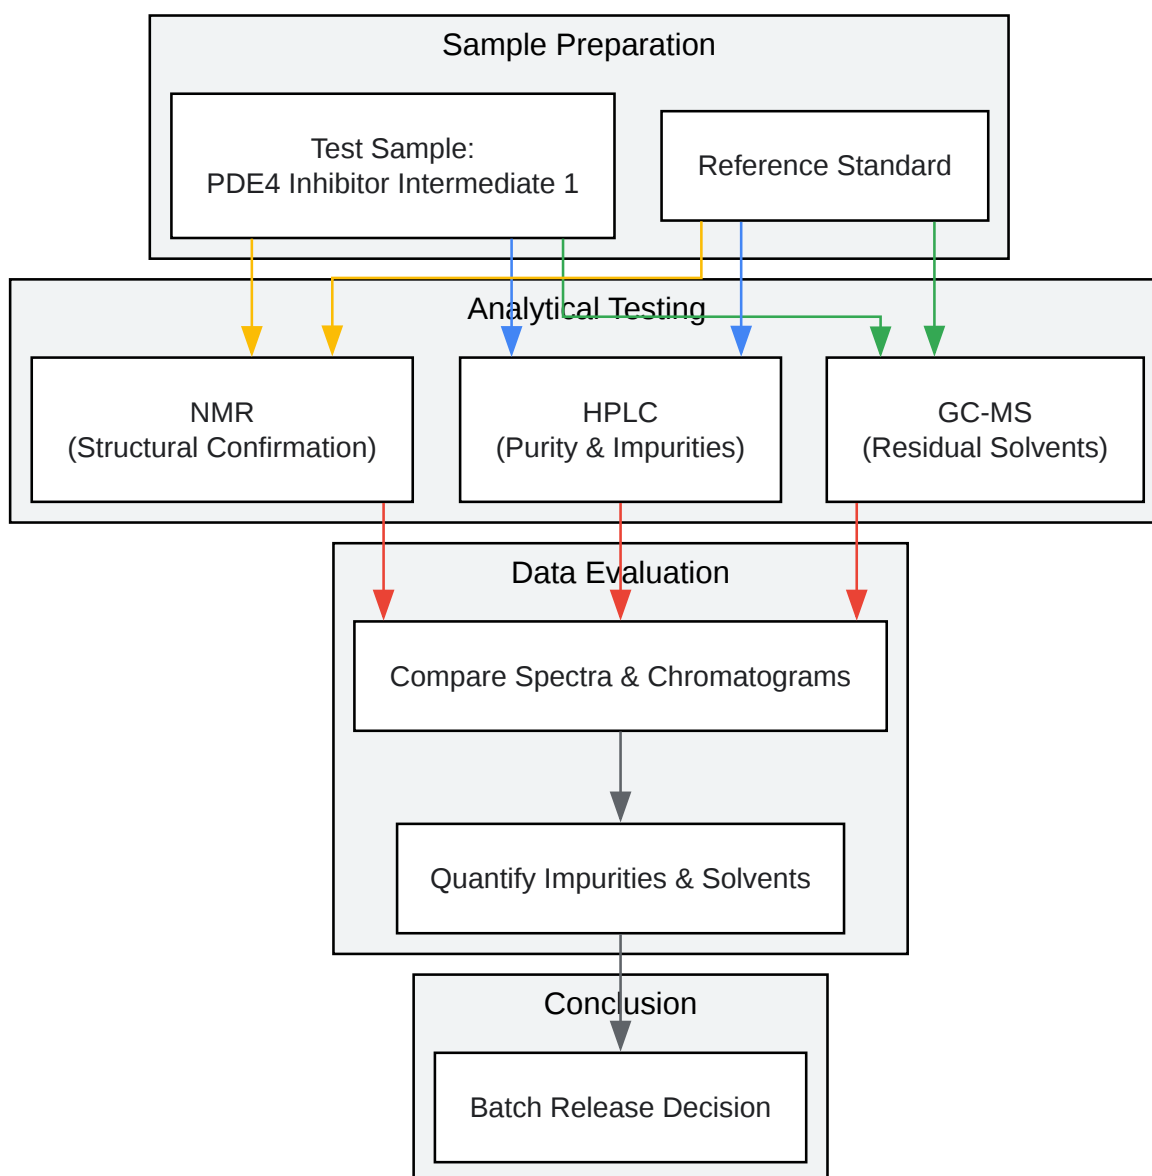 Sample Preparation
Test Sample:
PDE4 Inhibitor Intermediate 1
Reference Standard
Analytical Testing
NMR
(Structural Confirmation)
HPLC
(Purity & Impurities)
GC-MS
(Residual Solvents)
Data Evaluation
Compare Spectra & Chromatograms
Quantify Impurities & Solvents
Conclusion
Batch Release Decision